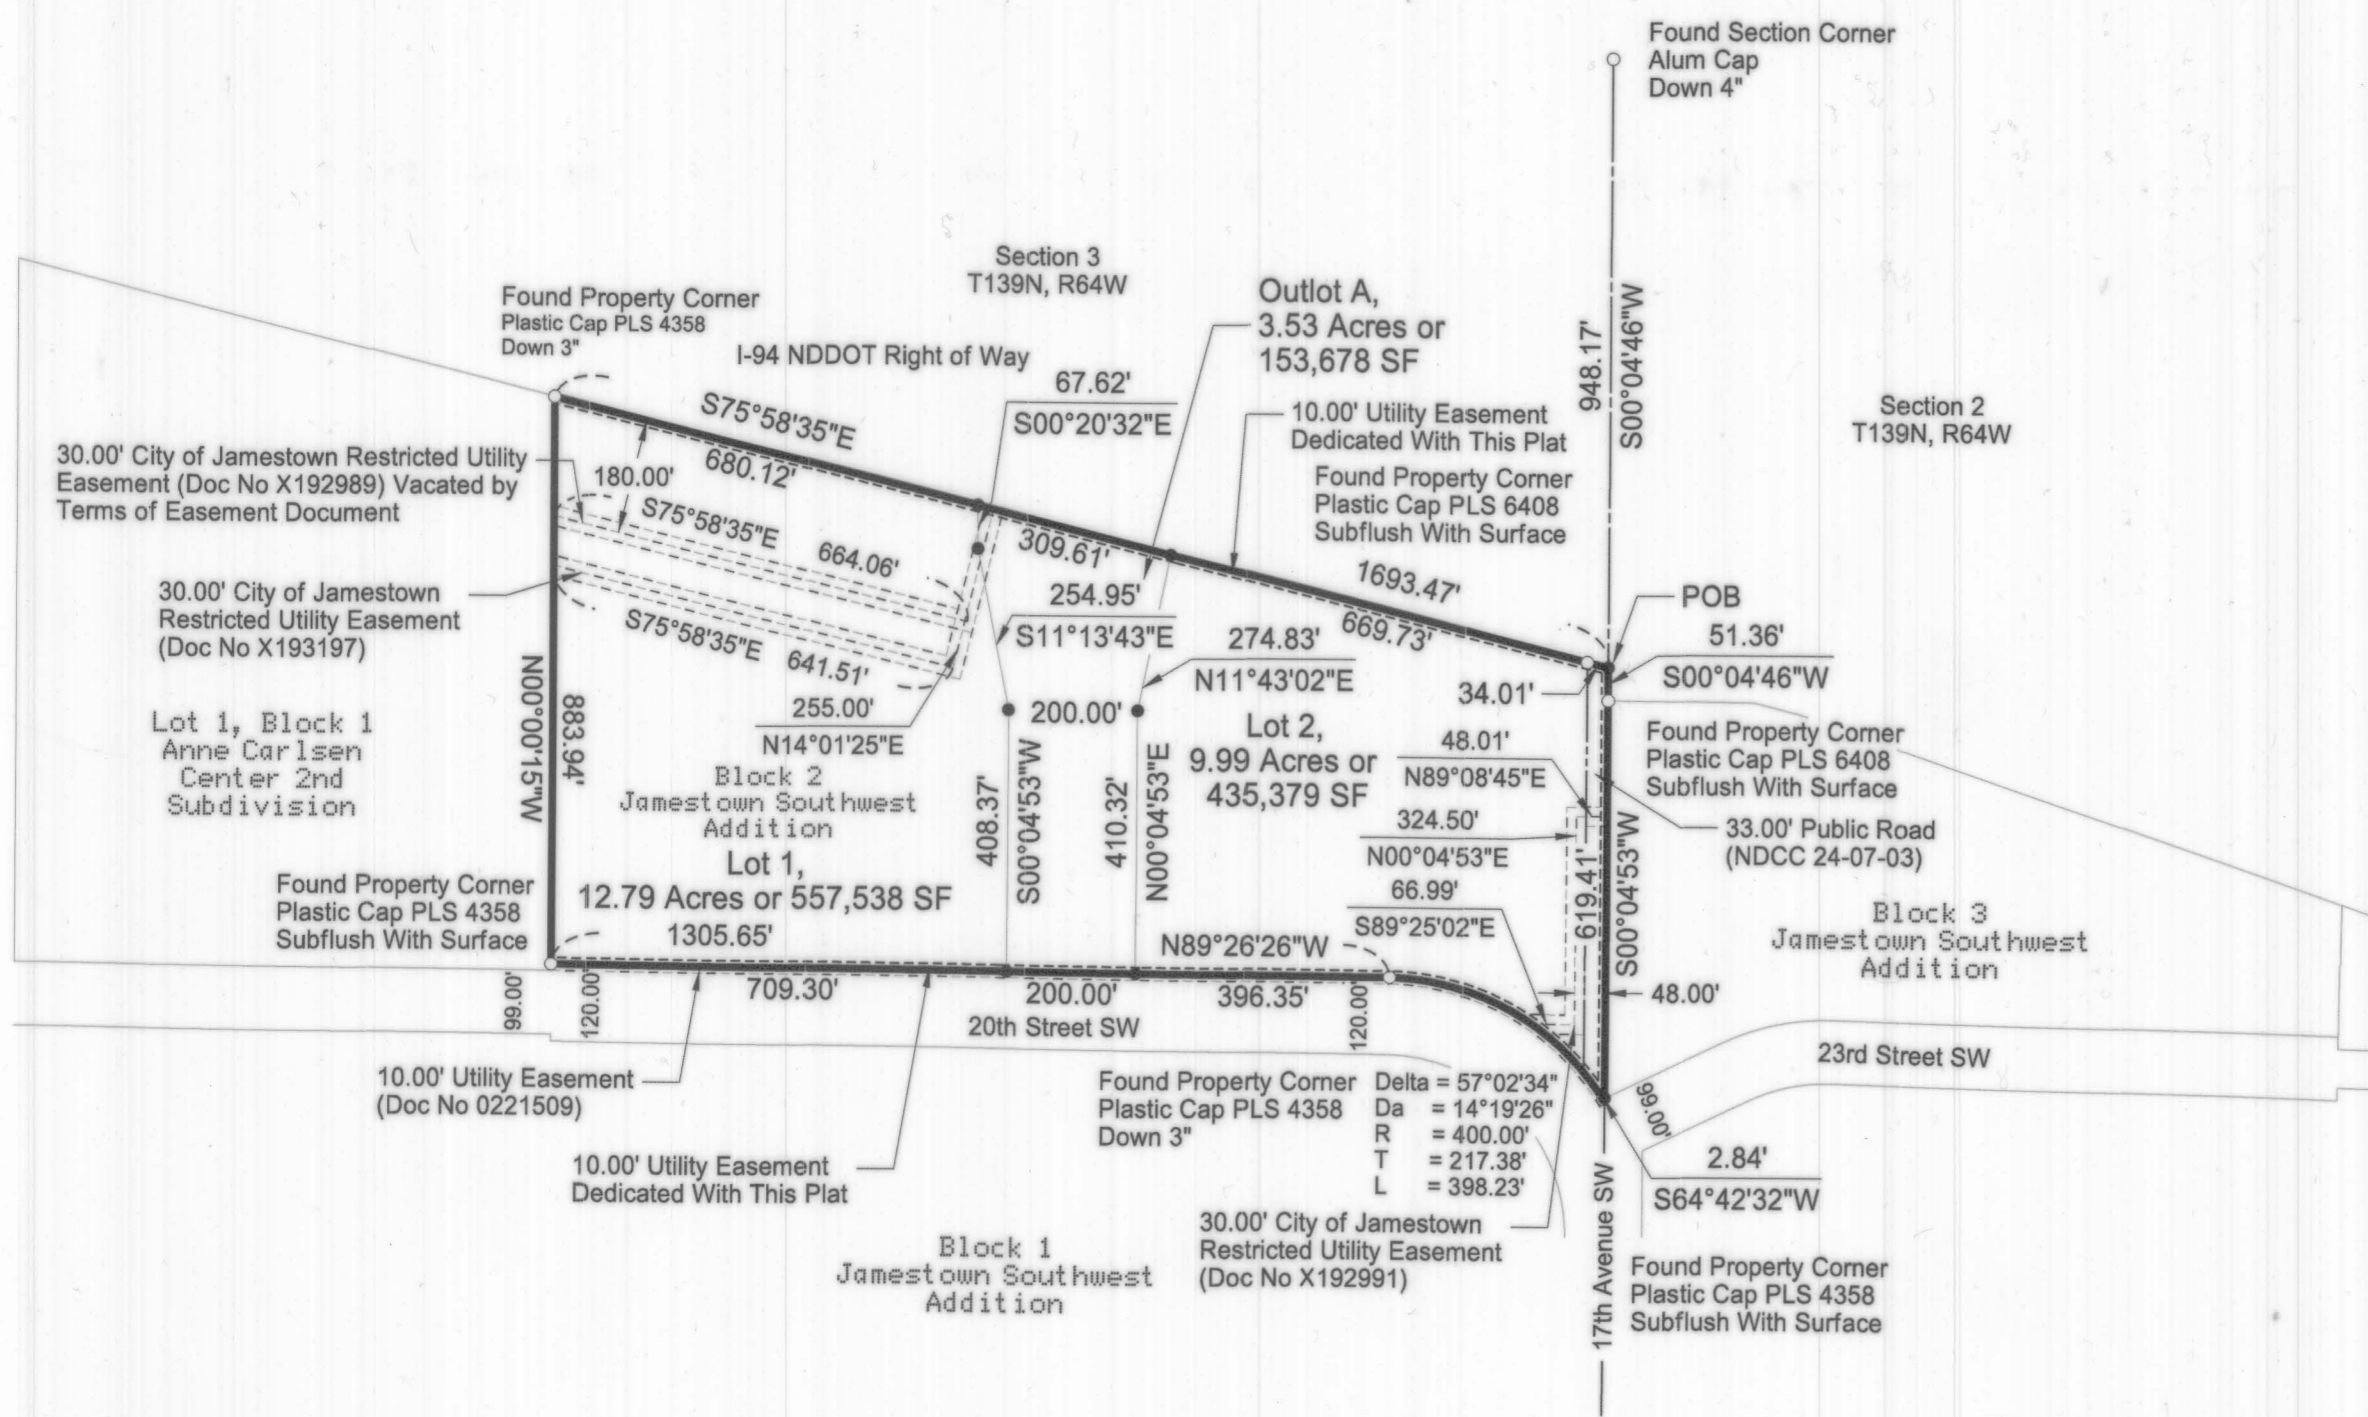 Found Section Corner
Alum Cap
Down 4"
Section 3
T139N, R64W
Found Property Corner
Plastic Cap PLS 4358
Down 3"
I-94 NDDOT Right of Way
Outlot A,
3.53 Acres or
153,678 SF
948.17'
S00°04'46"W
67.62'
S00°20'32"E
S75°58'35"E
680.12'
10.00' Utility Easement
Dedicated With This Plat
Section 2
T139N, R64W
30.00' City of Jamestown Restricted Utility
Easement (Doc No X192989) Vacated by
Terms of Easement Document
180.00'
S75°58'35"E
664.06'
309.61'
Found Property Corner
Plastic Cap PLS 6408
Subflush With Surface
1693.47'
669.73'
POB
51.36'
S00°04'46"W
30.00' City of Jamestown
Restricted Utility Easement
(Doc No X193197)
S75°58'35"E
641.51'
254.95'
S11°13'43"E
274.83'
N11°43'02"E
34.01'
255.00'
N14°01'25"E
200.00'
Lot 2,
9.99 Acres or
435,379 SF
48.01'
N89°08'45"E
Found Property Corner
Plastic Cap PLS 6408
Subflush With Surface
N00°00'15"W
883.94'
Lot 1, Block 1
Anne Carlsen
Center 2nd
Subdivision
Block 2
Jamestown Southwest
Addition
408.37'
S00°04'53"W
410.32'
N00°04'53"E
324.50'
N00°04'53"E
33.00' Public Road
(NDCC 24-07-03)
Lot 1,
12.79 Acres or 557,538 SF
66.99'
S89°25'02"E
619.41'
S00°04'53"W
Found Property Corner
Plastic Cap PLS 4358
Subflush With Surface
1305.65'
N89°26'26"W
Block 3
Jamestown Southwest
Addition
99.00'
120.00'
709.30'
200.00'
396.35'
120.00'
48.00'
20th Street SW
23rd Street SW
10.00' Utility Easement
(Doc No 0221509)
Found Property Corner
Plastic Cap PLS 4358
Down 3"
Delta = 57°02'34"
Da = 14°19'26"
R = 400.00'
T = 217.38'
L = 398.23'
99.00'
2.84'
S64°42'32"W
10.00' Utility Easement
Dedicated With This Plat
30.00' City of Jamestown
Restricted Utility Easement
(Doc No X192991)
17th Avenue SW
Block 1
Jamestown Southwest
Addition
Found Property Corner
Plastic Cap PLS 4358
Subflush With Surface